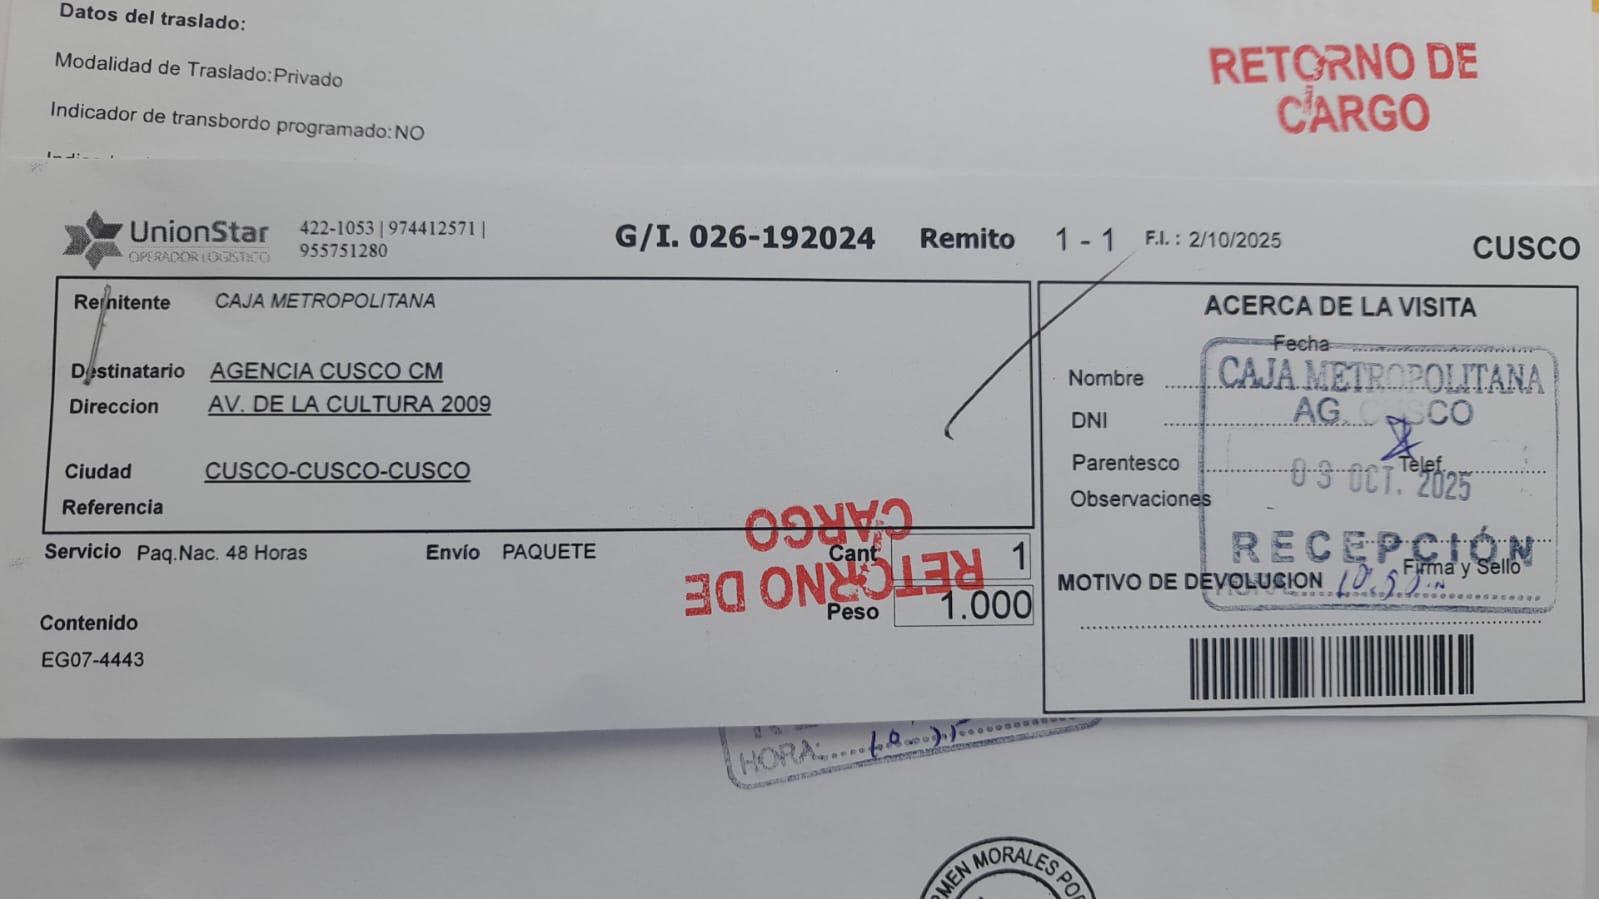 Datos del traslado:
Modalidad de Traslado:Privado
Indicador de transbordo programado:NO
RETORNO DE
CARGO
UnionStar
OPERADOR LOGISTICO
422-1053 | 974412571 |
955751280
G/I. 026-192024 Remito 1 - 1 F.I. : 2/10/2025 CUSCO
Remitente CAJA METROPOLITANA
Destinatario AGENCIA CUSCO CM
Direccion AV. DE LA CULTURA 2009
Ciudad CUSCO-CUSCO-CUSCO
Referencia
Servicio Paq.Nac. 48 Horas Envío PAQUETE Cant 1
Peso 1.000
Contenido
EG07-4443
RETORNO DE
CARGO
ACERCA DE LA VISITA
Fecha
Nombre
DNI
Parentesco Telef.
Observaciones
Firma y Sello
MOTIVO DE DEVOLUCION
CAJA METROPOLITANA
AG. CUSCO
03 OCT. 2025
RECEPCIÓN
HORA:
MORALES